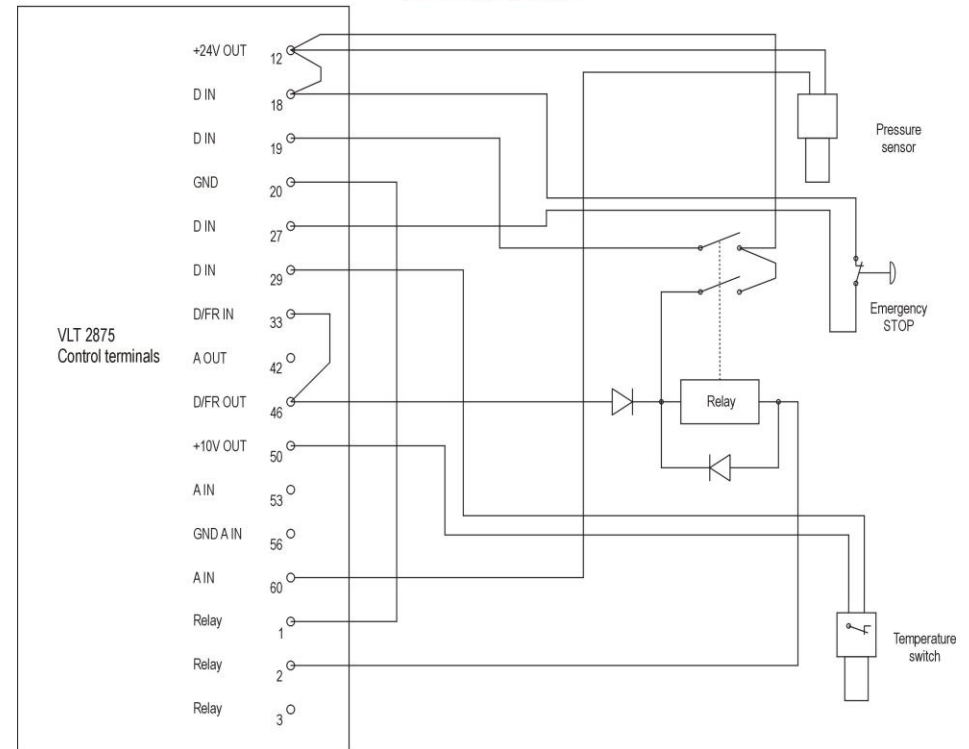 +24V OUT 12
D IN 18
D IN 19
GND 20
D IN 27
D IN 29
D/FR IN 33
A OUT 42
D/FR OUT 46
+10V OUT 50
A IN 53
GND A IN 56
A IN 60
Relay 1
Relay 2
Relay 3
VLT 2875
Control terminals
Pressure
sensor
Emergency
STOP
Relay
Temperature
switch